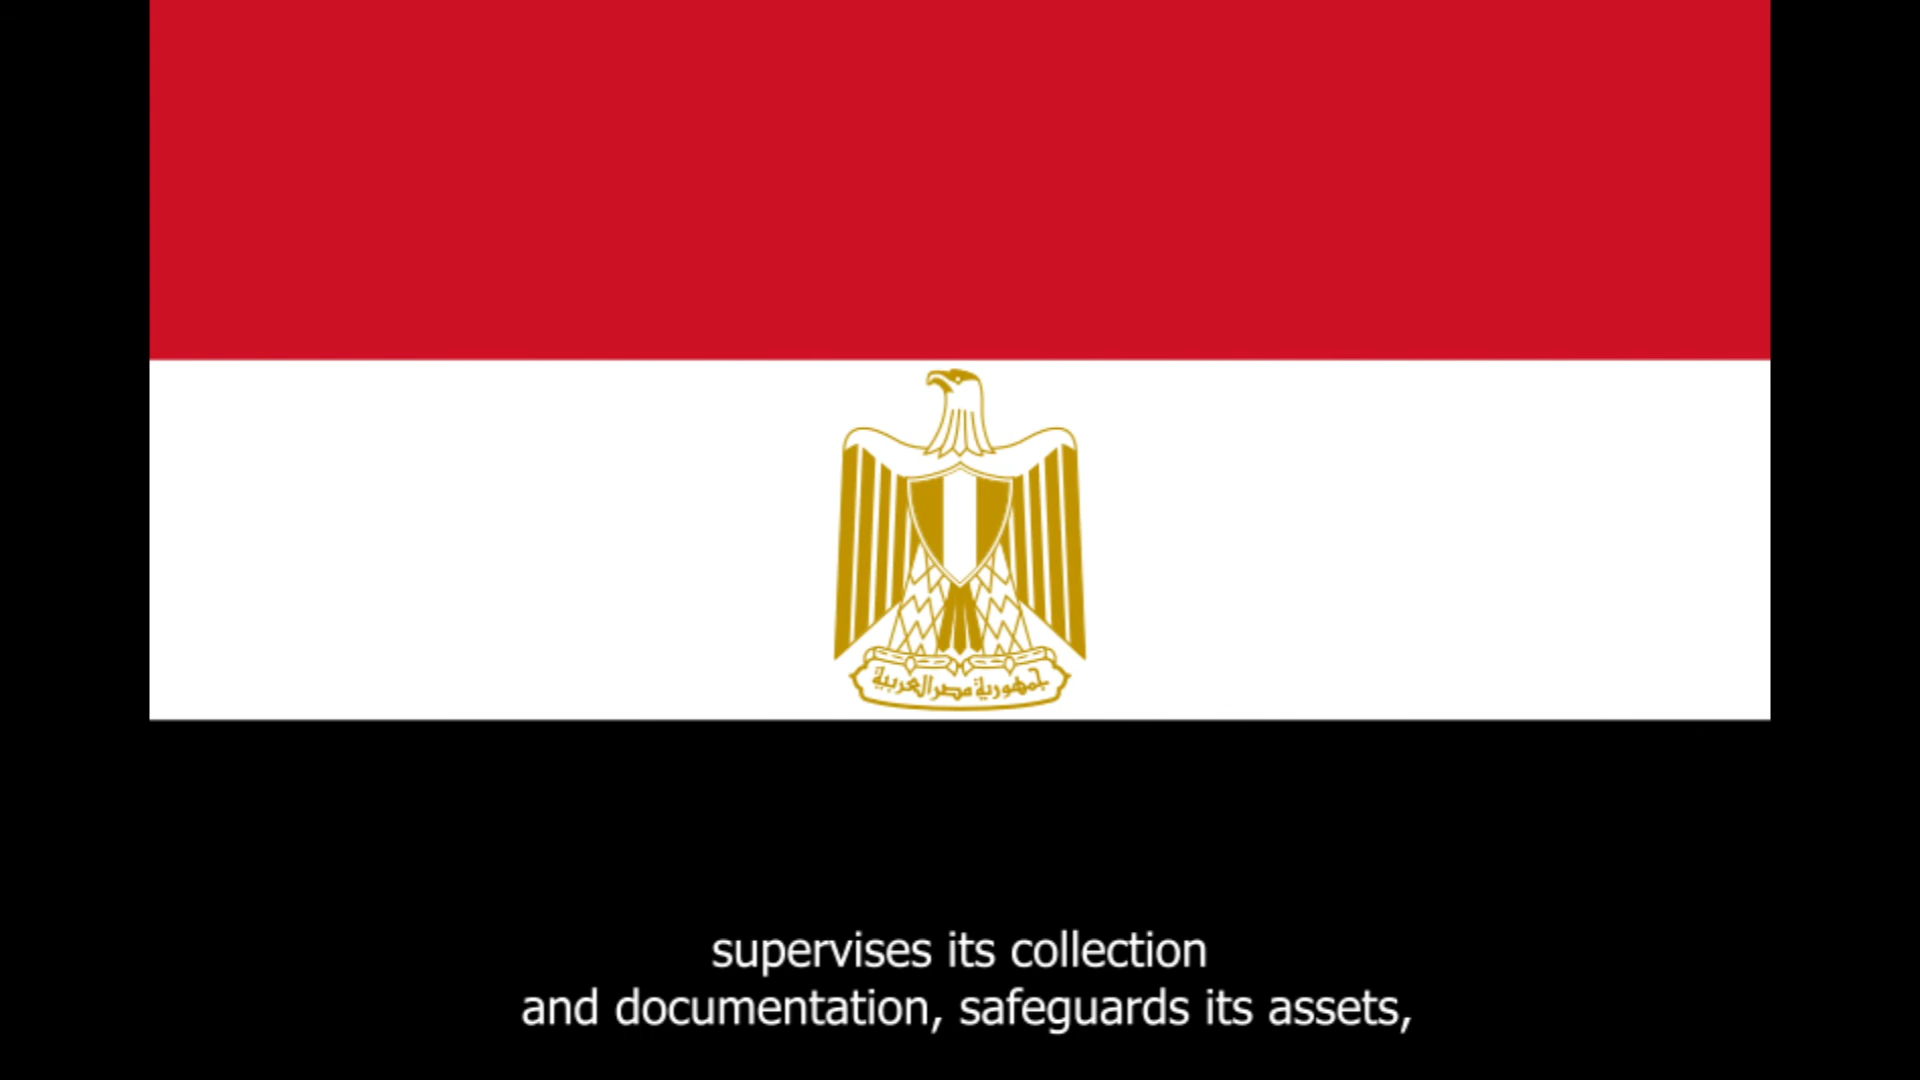 جمهورية مصر العربية
supervises its collection
and documentation, safeguards its assets,